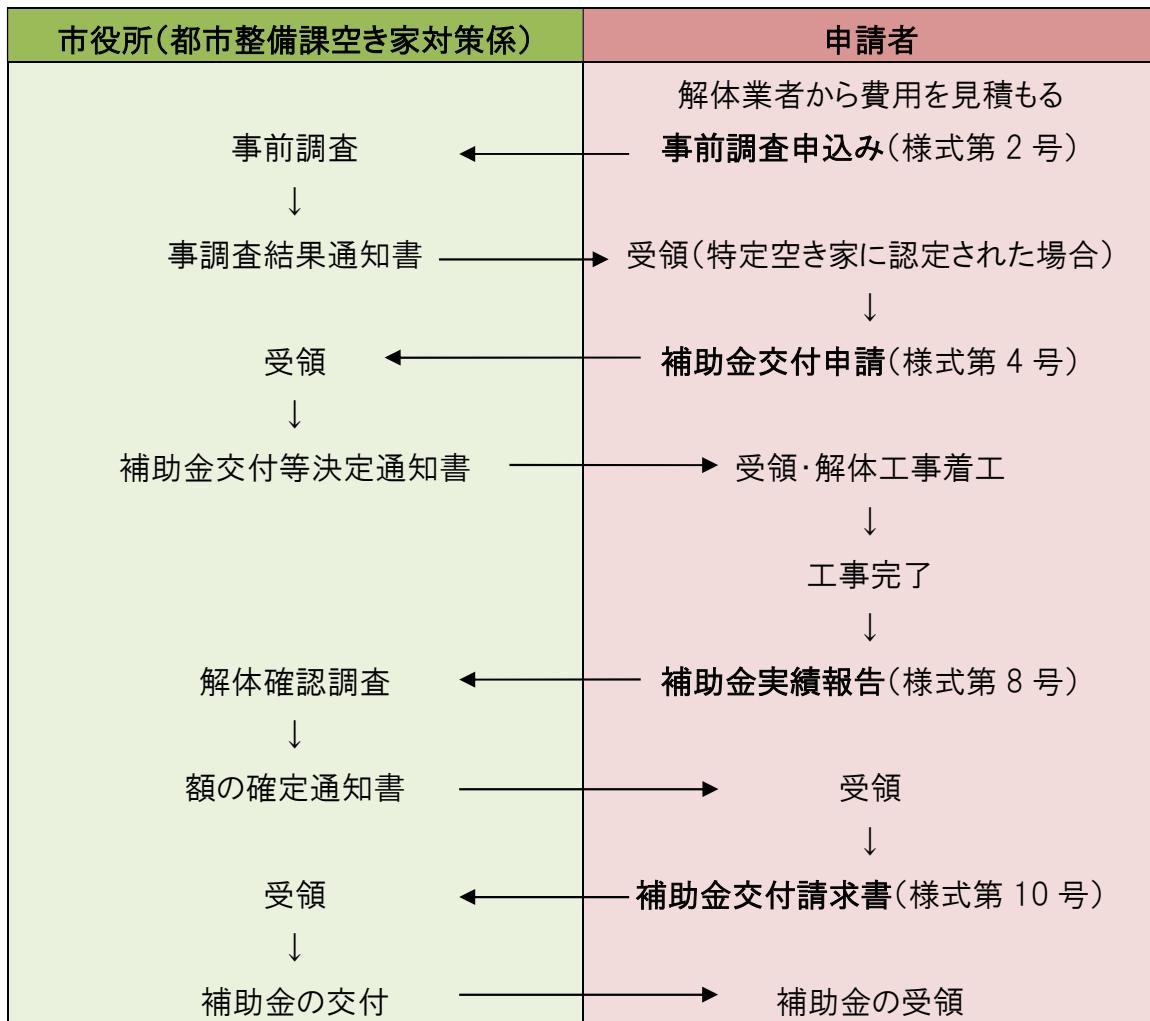 市役所(都市整備課空き家対策係) 申請者
解体業者から費用を見積もる
事前調査 ← 事前調査申込み(様式第2号)
↓
事調査結果通知書 → 受領(特定空き家に認定された場合)
↓
受領 ← 補助金交付申請(様式第4号)
↓
補助金交付等決定通知書 → 受領・解体工事着工
↓
工事完了
↓
解体確認調査 ← 補助金実績報告(様式第8号)
↓
額の確定通知書 → 受領
↓
受領 ← 補助金交付請求書(様式第10号)
↓
補助金の交付 → 補助金の受領